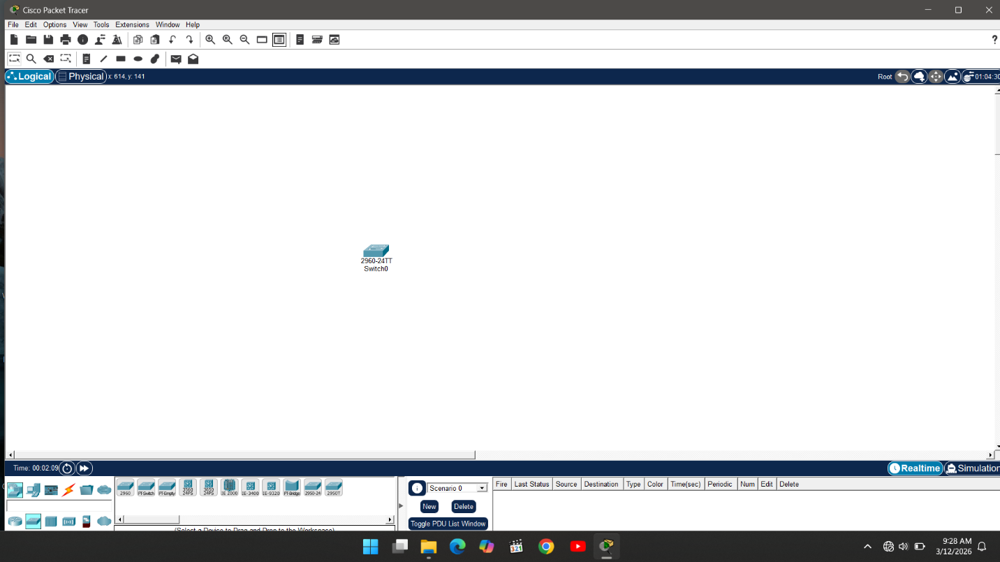 Cisco Packet Tracer
File Edit Options View Tools Extensions Window Help
?
Logical Physical x: 614, y: 141 Root 01:04:30
2960-24TT
Switch0
Time: 00:02:09 Realtime Simulation
2960 PT-Switch PT-Empty 3560 24PS 3650 24PS IE 2000 IE-3400 IE-9320 PT-Bridge 2950-24 2950T
Scenario 0
New Delete
Toggle PDU List Window
Fire Last Status Source Destination Type Color Time(sec) Periodic Num Edit Delete
(Select a Device to Drag and Drop to the Workspace)
321
9:28 AM
3/12/2026